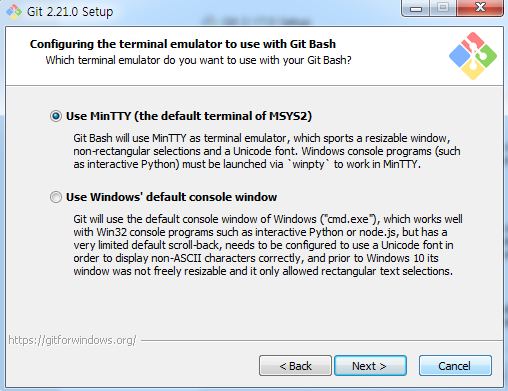 Git 2.21.0 Setup
Configuring the terminal emulator to use with Git Bash
Which terminal emulator do you want to use with your Git Bash?
Use MinTTY (the default terminal of MSYS2)
Git Bash will use MinTTY as terminal emulator, which sports a resizable window,
non-rectangular selections and a Unicode font. Windows console programs (such
as interactive Python) must be launched via `winpty` to work in MinTTY.
Use Windows' default console window
Git will use the default console window of Windows ("cmd.exe"), which works well
with Win32 console programs such as interactive Python or node.js, but has a
very limited default scroll-back, needs to be configured to use a Unicode font in
order to display non-ASCII characters correctly, and prior to Windows 10 its
window was not freely resizable and it only allowed rectangular text selections.
https://gitforwindows.org/
< Back
Next >
Cancel